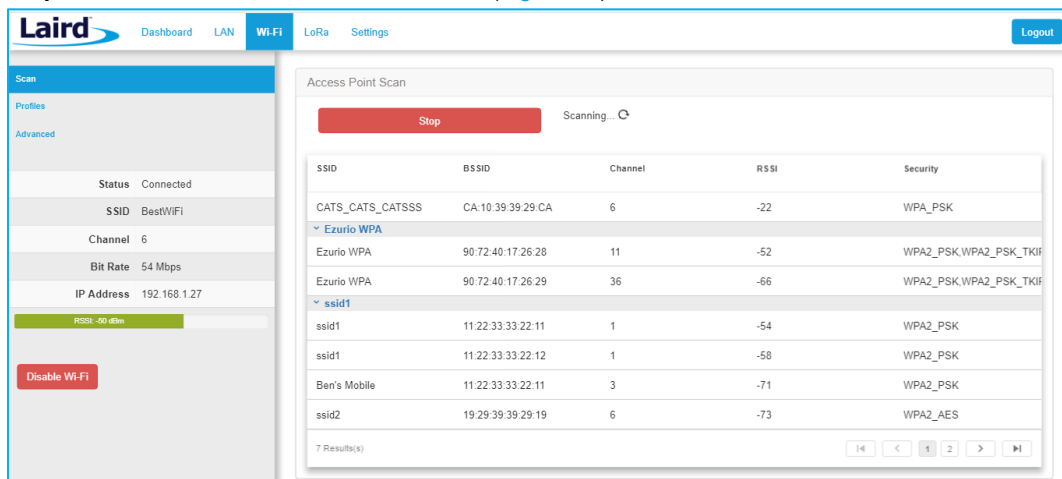 Laird Dashboard LAN Wi-Fi LoRa Settings Logout
Scan
Profiles
Advanced
Status Connected
SSID BestWiFi
Channel 6
Bit Rate 54 Mbps
IP Address 192.168.1.27
RSSI: -50 dBm
Disable Wi-Fi
Access Point Scan
Stop Scanning...
SSID BSSID Channel RSSI Security
CATS_CATS_CATSSS CA:10:39:39:29:CA 6 -22 WPA_PSK
Ezurio WPA
Ezurio WPA 90:72:40:17:26:28 11 -52 WPA2_PSK,WPA2_PSK_TKI
Ezurio WPA 90:72:40:17:26:29 36 -66 WPA2_PSK,WPA2_PSK_TKI
ssid1
ssid1 11:22:33:33:22:11 1 -54 WPA2_PSK
ssid1 11:22:33:33:22:12 1 -58 WPA2_PSK
Ben's Mobile 11:22:33:33:22:11 3 -71 WPA2_PSK
ssid2 19:29:39:39:29:19 6 -73 WPA2_AES
7 Results(s) 1 2